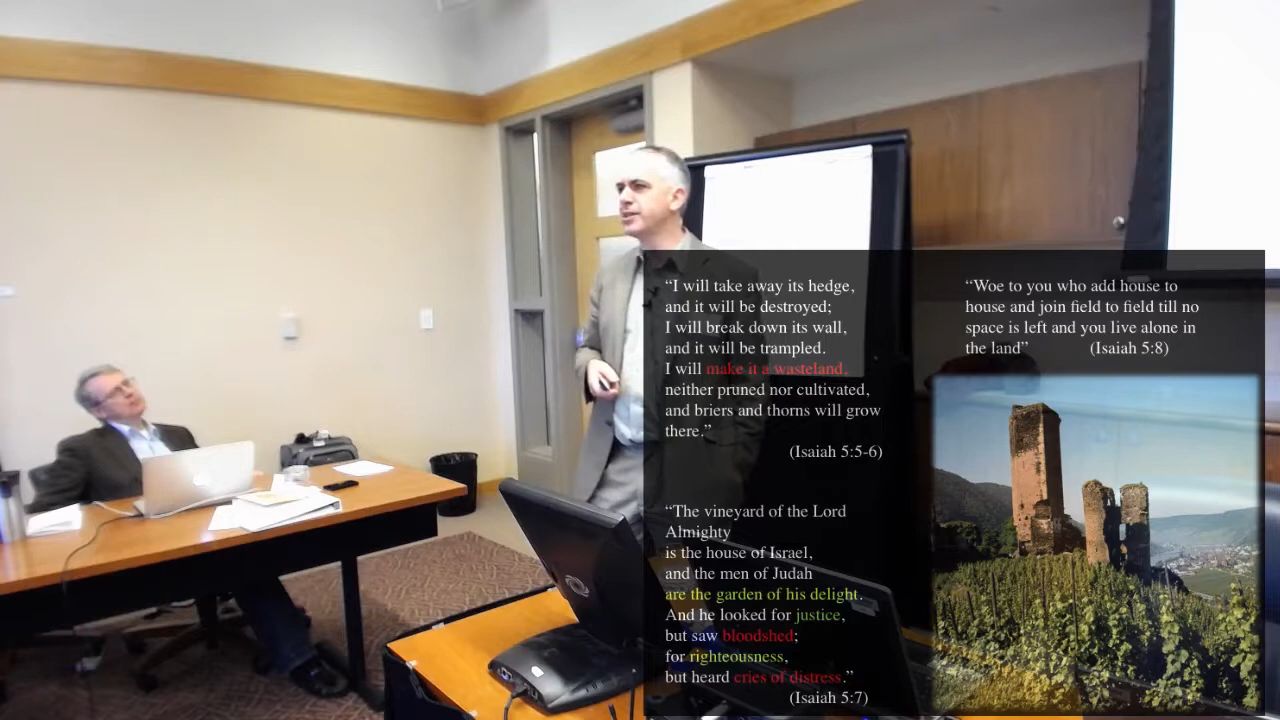 “I will take away its hedge,
and it will be destroyed;
I will break down its wall,
and it will be trampled.
I will make it a wasteland,
neither pruned nor cultivated,
and briers and thorns will grow
there.”
(Isaiah 5:5-6)
“The vineyard of the Lord
Almighty
is the house of Israel,
and the men of Judah
are the garden of his delight.
And he looked for justice,
but saw bloodshed;
for righteousness,
but heard cries of distress.”
(Isaiah 5:7)
“Woe to you who add house to
house and join field to field till no
space is left and you live alone in
the land” (Isaiah 5:8)